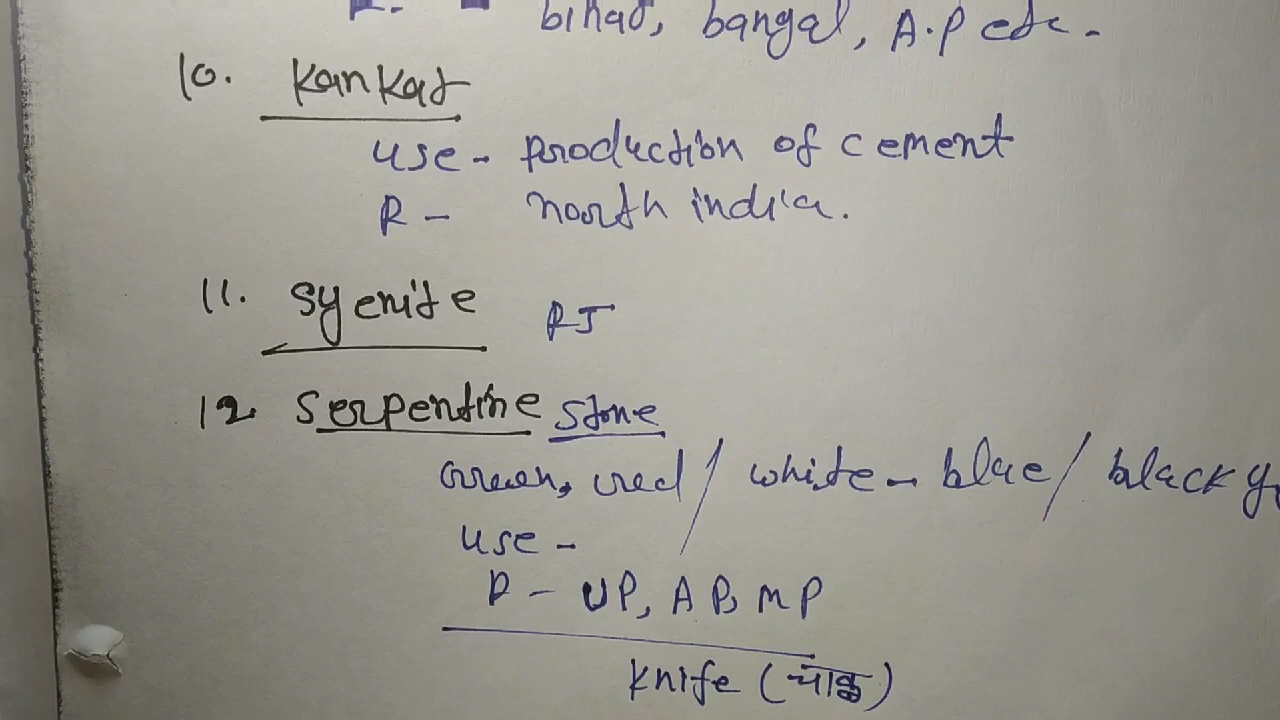 bihar, bangal, A.P etc.
10. Kankar
use - production of cement
R - north india.
11. Syenite RJ
12. Serpentine stone
Green, red / white - blue / black
use -
R - UP, AP, MP
knife (चाकू)